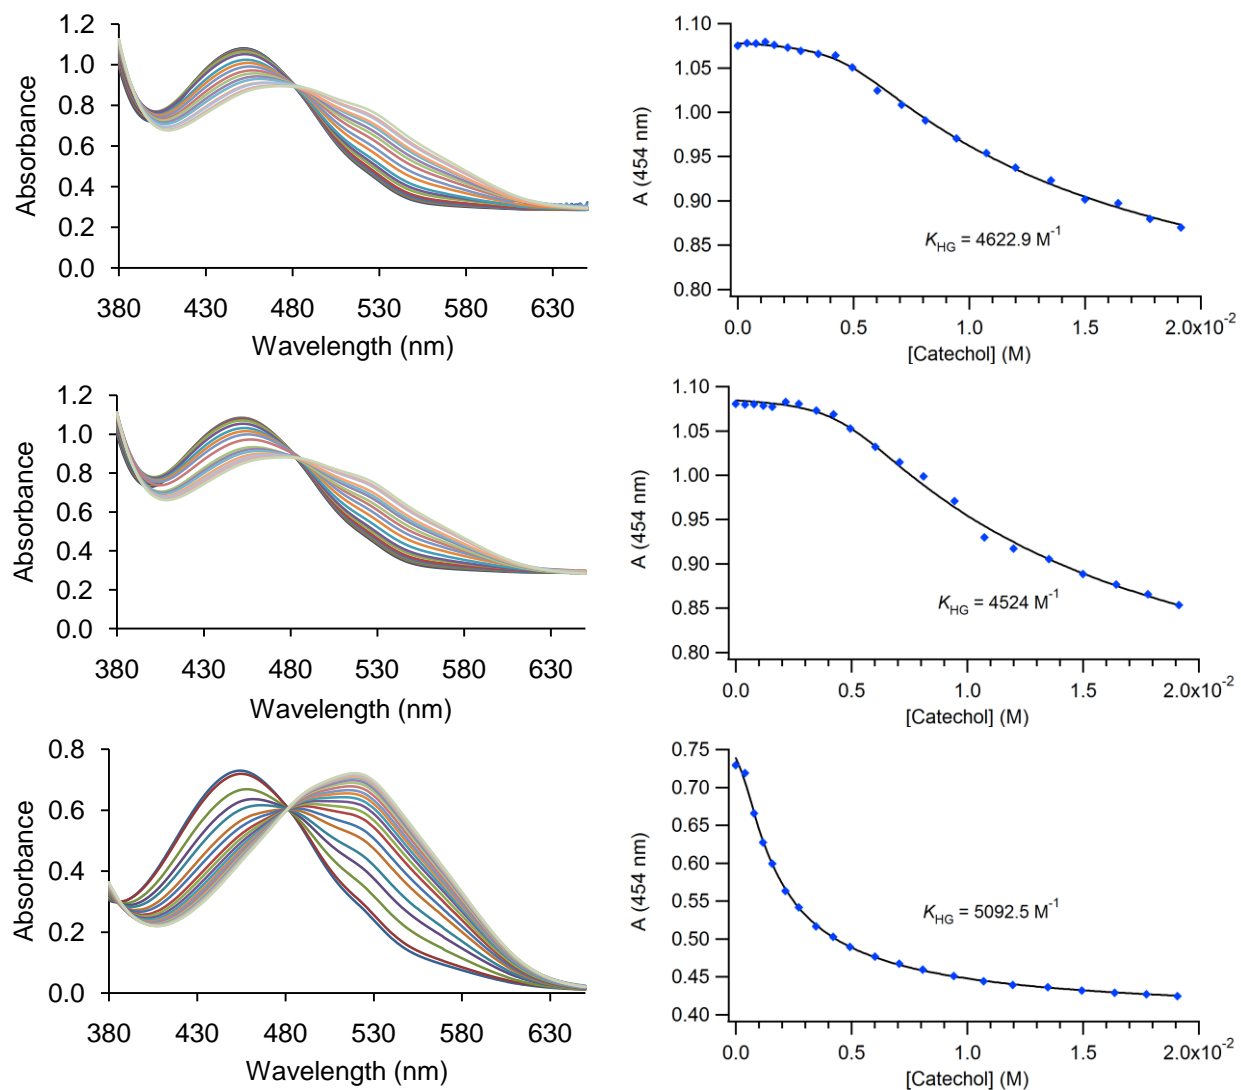 1.2
1.0
0.8
0.6
0.4
0.2
0.0
Absorbance
380 430 480 530 580 630
Wavelength (nm)
1.10
1.05
1.00
0.95
0.90
0.85
0.80
A (454 nm)
K_HG = 4622.9 M^-1
0.0 0.5 1.0 1.5 2.0x10^-2
[Catechol] (M)
1.2
1.0
0.8
0.6
0.4
0.2
0.0
Absorbance
380 430 480 530 580 630
Wavelength (nm)
1.10
1.05
1.00
0.95
0.90
0.85
0.80
A (454 nm)
K_HG = 4524 M^-1
0.0 0.5 1.0 1.5 2.0x10^-2
[Catechol] (M)
0.8
0.6
0.4
0.2
0.0
Absorbance
380 430 480 530 580 630
Wavelength (nm)
0.75
0.70
0.65
0.60
0.55
0.50
0.45
0.40
A (454 nm)
K_HG = 5092.5 M^-1
0.0 0.5 1.0 1.5 2.0x10^-2
[Catechol] (M)